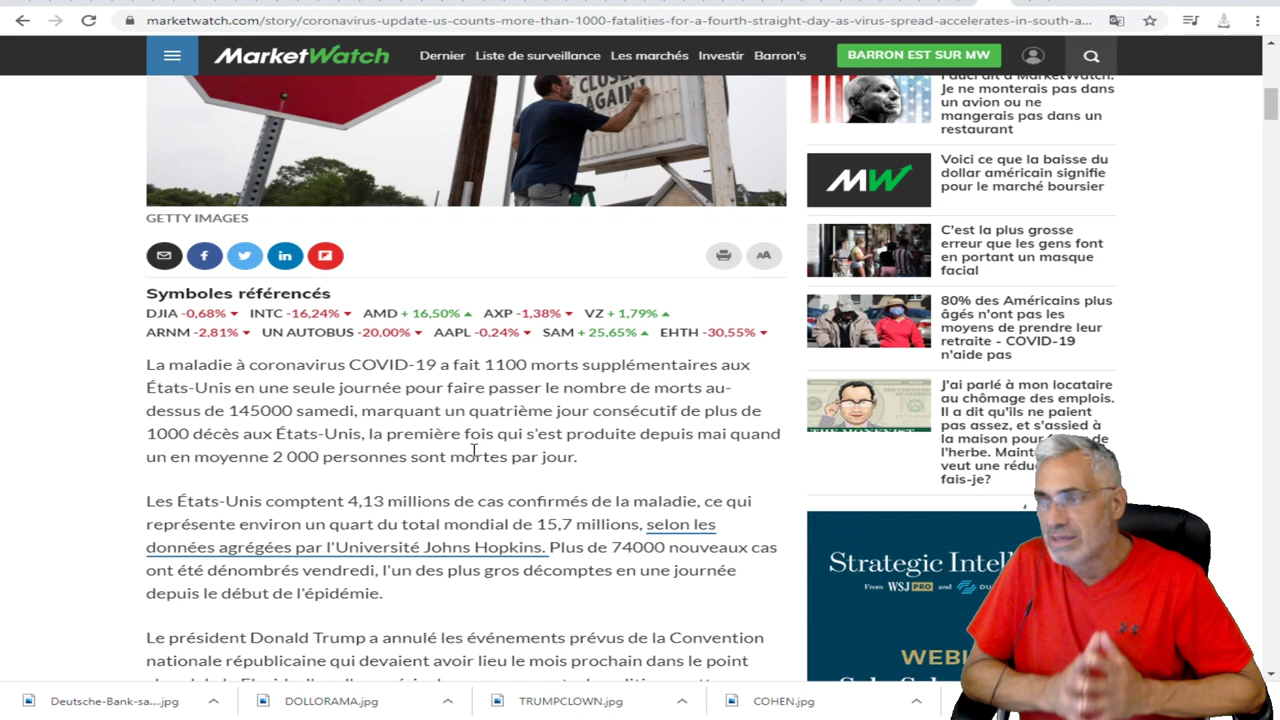 marketwatch.com/story/coronavirus-update-us-counts-more-than-1000-fatalities-for-a-fourth-straight-day-as-virus-spread-accelerates-in-south-a...
MarketWatch
Dernier Liste de surveillance Les marchés Investir Barron's
BARRON EST SUR MW
CLOSED
AGAIN
GETTY IMAGES
Symboles référencés
DJIA -0,68% INTC -16,24% AMD + 16,50% AXP -1,38% VZ + 1,79%
ARNM -2,81% UN AUTOBUS -20,00% AAPL -0,24% SAM + 25,65% EHTH -30,55%
La maladie à coronavirus COVID-19 a fait 1100 morts supplémentaires aux
États-Unis en une seule journée pour faire passer le nombre de morts au-
dessus de 145000 samedi, marquant un quatrième jour consécutif de plus de
1000 décès aux États-Unis, la première fois qui s'est produite depuis mai quand
un en moyenne 2 000 personnes sont mortes par jour.
Les États-Unis comptent 4,13 millions de cas confirmés de la maladie, ce qui
représente environ un quart du total mondial de 15,7 millions, selon les
données agrégées par l'Université Johns Hopkins. Plus de 74000 nouveaux cas
ont été dénombrés vendredi, l'un des plus gros décomptes en une journée
depuis le début de l'épidémie.
Le président Donald Trump a annulé les événements prévus de la Convention
nationale républicaine qui devaient avoir lieu le mois prochain dans le point
Fauci dit à MarketWatch:
Je ne monterais pas dans
un avion ou ne
mangerais pas dans un
restaurant
MW
Voici ce que la baisse du
dollar américain signifie
pour le marché boursier
C'est la plus grosse
erreur que les gens font
en portant un masque
facial
80% des Américains plus
âgés n'ont pas les
moyens de prendre leur
retraite - COVID-19
n'aide pas
THE MONEYIST
J'ai parlé à mon locataire
au chômage des emplois.
Il a dit qu'ils ne paient
pas assez, et s'assied à
la maison pour de
l'herbe.
veut une
fais-je?
Strategic
From WSJ PRO and
Deutsche-Bank-sa....jpg
DOLLORAMA.jpg
TRUMPCLOWN.jpg
COHEN.jpg